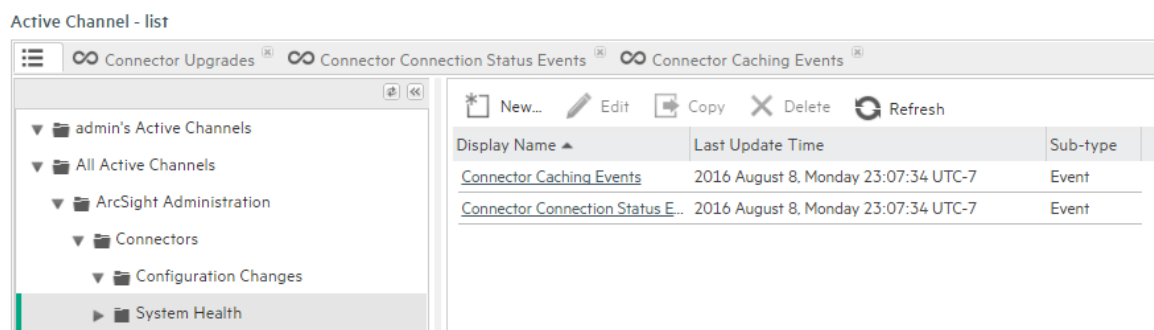 Active Channel - list
Connector Upgrades Connector Connection Status Events Connector Caching Events
New... Edit Copy Delete Refresh
admin's Active Channels
All Active Channels
ArcSight Administration
Connectors
Configuration Changes
System Health
Display Name Last Update Time Sub-type
Connector Caching Events 2016 August 8, Monday 23:07:34 UTC-7 Event
Connector Connection Status E... 2016 August 8, Monday 23:07:34 UTC-7 Event